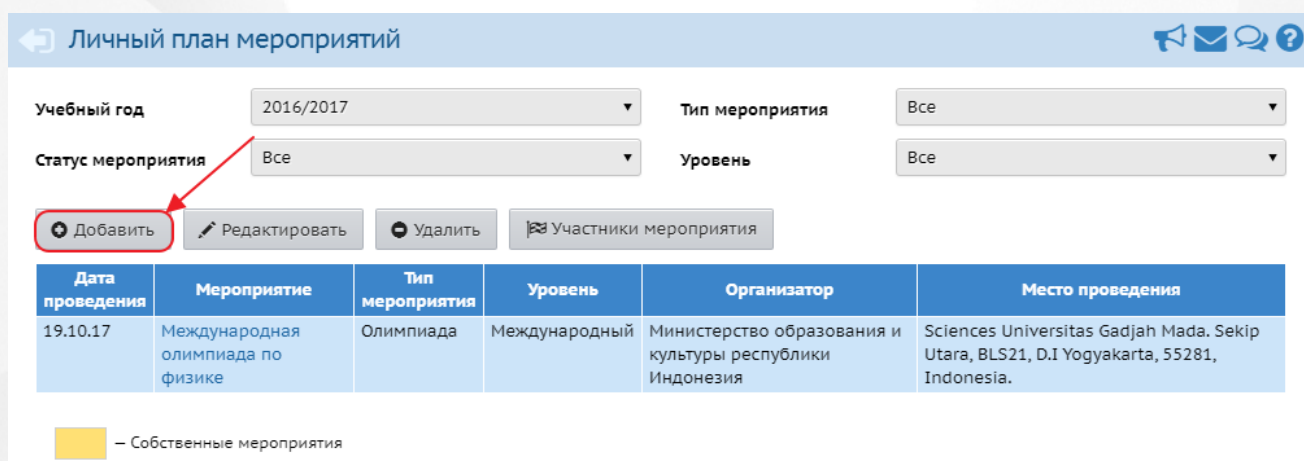 Личный план мероприятий
Учебный год 2016/2017 Тип мероприятия Все
Статус мероприятия Все Уровень Все
Добавить Редактировать Удалить Участники мероприятия
Дата проведения Мероприятие Тип мероприятия Уровень Организатор Место проведения
19.10.17 Международная Олимпиада Международный Министерство образования и Sciences Universitas Gadjah Mada. Sekip
олимпиада по культуры республики Utara, BLS21, D.I Yogyakarta, 55281,
физике Индонезия Indonesia.
— Собственные мероприятия